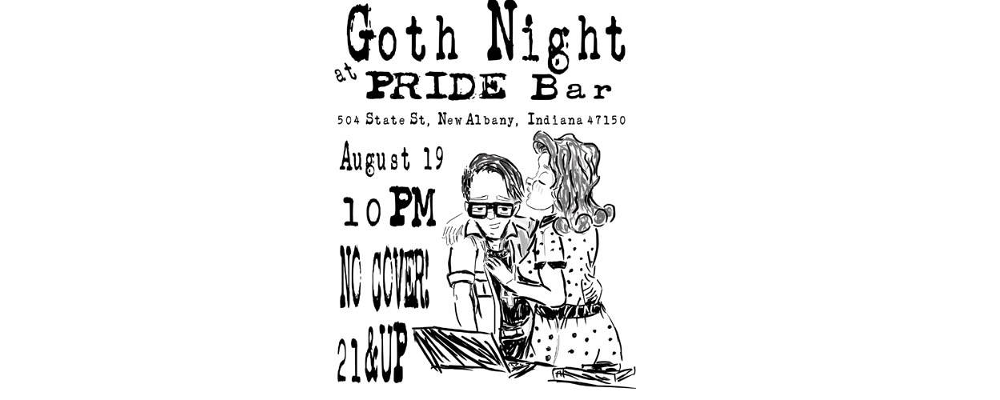 Goth Night
at PRIDE Bar
504 State St, New Albany, Indiana 47150
August 19
10 PM
NO COVER!
21&UP